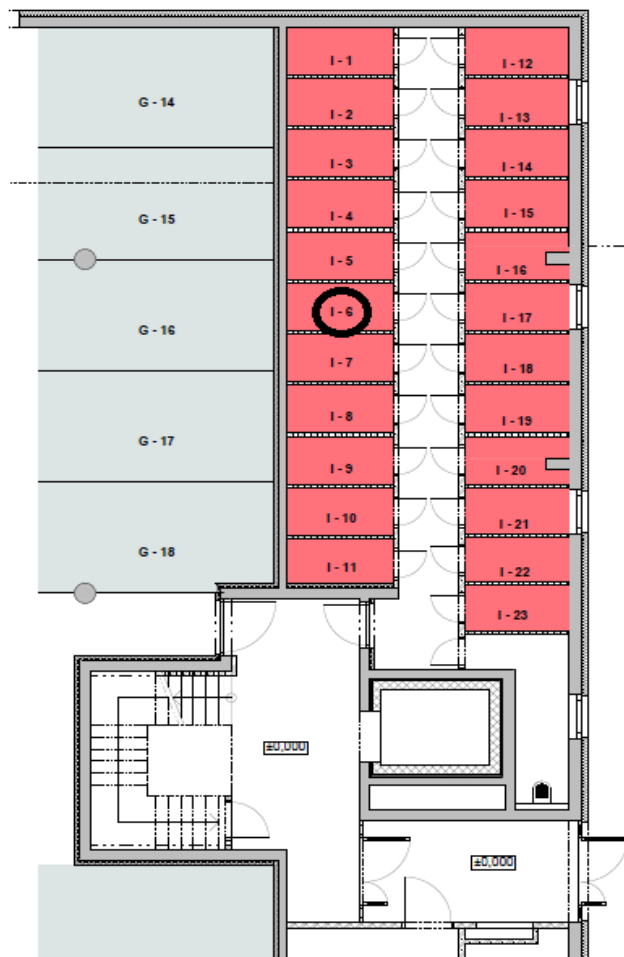 G - 14
G - 15
G - 16
G - 17
G - 18
I - 1
I - 2
I - 3
I - 4
I - 5
I - 6
I - 7
I - 8
I - 9
I - 10
I - 11
I - 12
I - 13
I - 14
I - 15
I - 16
I - 17
I - 18
I - 19
I - 20
I - 21
I - 22
I - 23
±0,000
±0,000